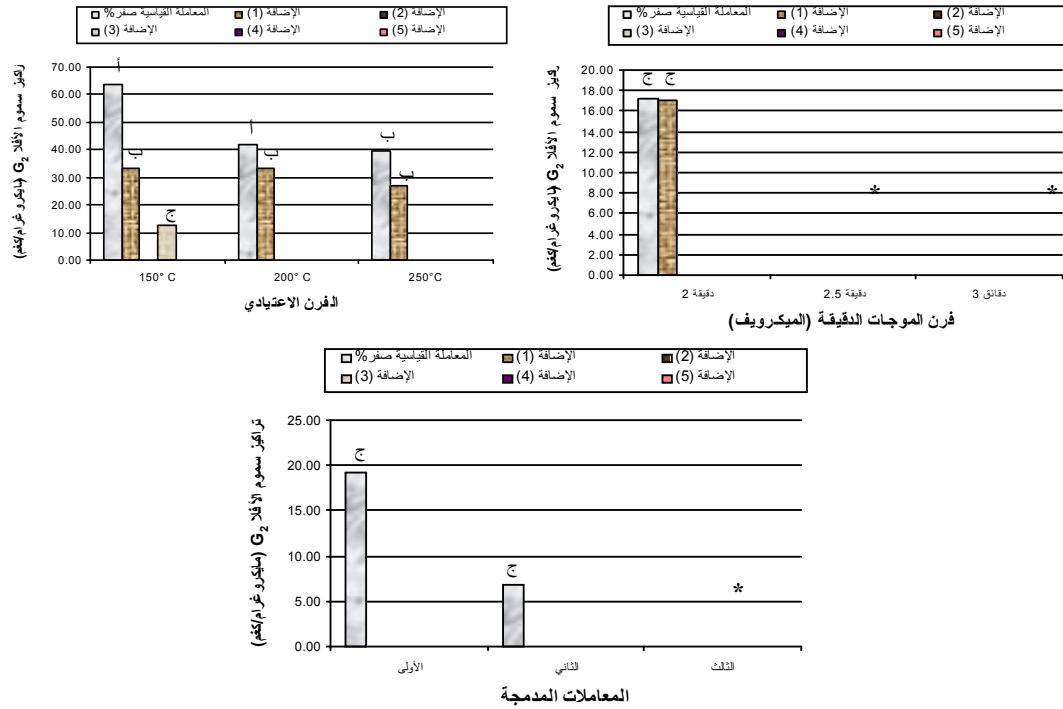 المعاملة القياسية صفر% الإضافة (1) الإضافة (2)
الإضافة (3) الإضافة (4) الإضافة (5)
تراكيز سموم الأفلا G₂ (مايكروغرام/كغم)
70.00
60.00
50.00
40.00
30.00
20.00
10.00
0.00
أ
ب
ج
أ
ب
ب
ب
150° C 200° C 250°C
الفرن الاعتيادي
المعاملة القياسية صفر% الإضافة (1) الإضافة (2)
الإضافة (3) الإضافة (4) الإضافة (5)
تراكيز سموم الأفلا G₂ (مايكروغرام/كغم)
20.00
18.00
16.00
14.00
12.00
10.00
8.00
6.00
4.00
2.00
0.00
ج ج
* *
2 دقيقة 2.5 دقيقة 3 دقائق
فرن الموجات الدقيقة (الميكرويف)
المعاملة القياسية صفر% الإضافة (1) الإضافة (2)
الإضافة (3) الإضافة (4) الإضافة (5)
تراكيز سموم الأفلا G₂ (مايكروغرام/كغم)
25.00
20.00
15.00
10.00
5.00
0.00
ج
ج
*
الأولى الثاني الثالث
المعاملات المدمجة